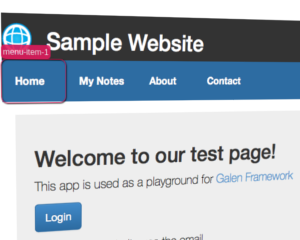 Sample Website
menu-item-1
Home My Notes About Contact
Welcome to our test page!
This app is used as a playground for Galen Framework
Login